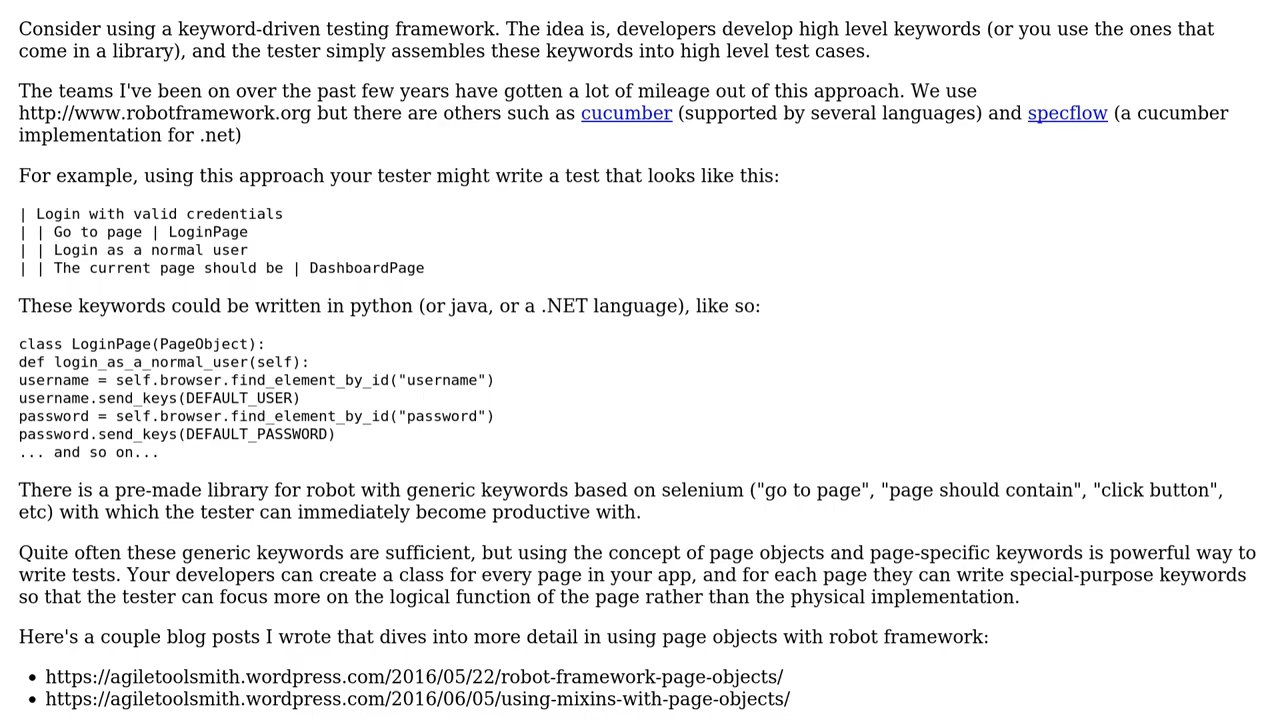 Consider using a keyword-driven testing framework. The idea is, developers develop high level keywords (or you use the ones that
come in a library), and the tester simply assembles these keywords into high level test cases.
The teams I've been on over the past few years have gotten a lot of mileage out of this approach. We use
http://www.robotframework.org but there are others such as cucumber (supported by several languages) and specflow (a cucumber
implementation for .net)
For example, using this approach your tester might write a test that looks like this:
| Login with valid credentials
| | Go to page | LoginPage
| | Login as a normal user
| | The current page should be | DashboardPage
These keywords could be written in python (or java, or a .NET language), like so:
class LoginPage(PageObject):
def login_as_a_normal_user(self):
username = self.browser.find_element_by_id("username")
username.send_keys(DEFAULT_USER)
password = self.browser.find_element_by_id("password")
password.send_keys(DEFAULT_PASSWORD)
... and so on...
There is a pre-made library for robot with generic keywords based on selenium ("go to page", "page should contain", "click button",
etc) with which the tester can immediately become productive with.
Quite often these generic keywords are sufficient, but using the concept of page objects and page-specific keywords is powerful way to
write tests. Your developers can create a class for every page in your app, and for each page they can write special-purpose keywords
so that the tester can focus more on the logical function of the page rather than the physical implementation.
Here's a couple blog posts I wrote that dives into more detail in using page objects with robot framework:
• https://agiletoolsmith.wordpress.com/2016/05/22/robot-framework-page-objects/
• https://agiletoolsmith.wordpress.com/2016/06/05/using-mixins-with-page-objects/